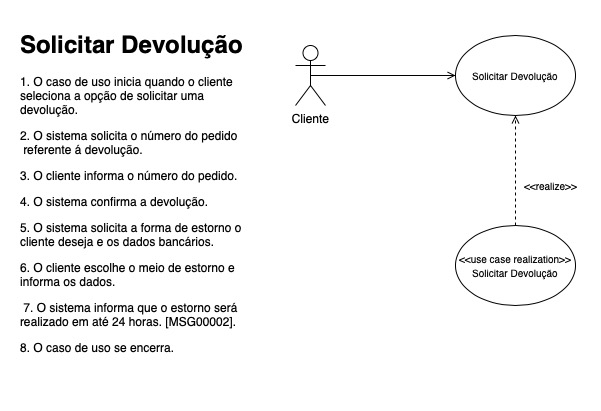 Solicitar Devolução
1. O caso de uso inicia quando o cliente
seleciona a opção de solicitar uma
devolução.
2. O sistema solicita o número do pedido
referente á devolução.
3. O cliente informa o número do pedido.
4. O sistema confirma a devolução.
5. O sistema solicita a forma de estorno o
cliente deseja e os dados bancários.
6. O cliente escolhe o meio de estorno e
informa os dados.
7. O sistema informa que o estorno será
realizado em até 24 horas. [MSG00002].
8. O caso de uso se encerra.
Cliente
Solicitar Devolução
<<realize>>
<<use case realization>>
Solicitar Devolução